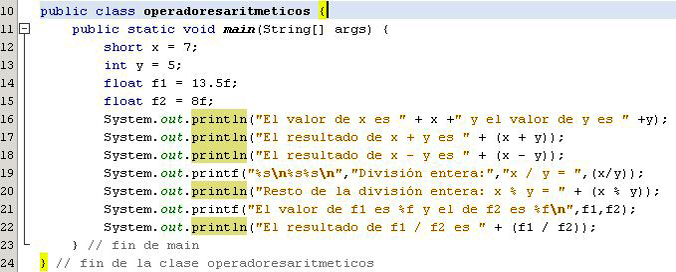 10 public class operadoresaritmeticos {
11 public static void main(String[] args) {
12 short x = 7;
13 int y = 5;
14 float f1 = 13.5f;
15 float f2 = 8f;
16 System.out.println("El valor de x es " + x +" y el valor de y es " +y);
17 System.out.println("El resultado de x + y es " + (x + y));
18 System.out.println("El resultado de x - y es " + (x - y));
19 System.out.printf("%s\n%s%s\n","División entera:","x / y = ",(x/y));
20 System.out.println("Resto de la división entera: x % y = " + (x % y));
21 System.out.printf("El valor de f1 es %f y el de f2 es %f\n",f1,f2);
22 System.out.println("El resultado de f1 / f2 es " + (f1 / f2));
23 } // fin de main
24 } // fin de la clase operadoresaritmeticos